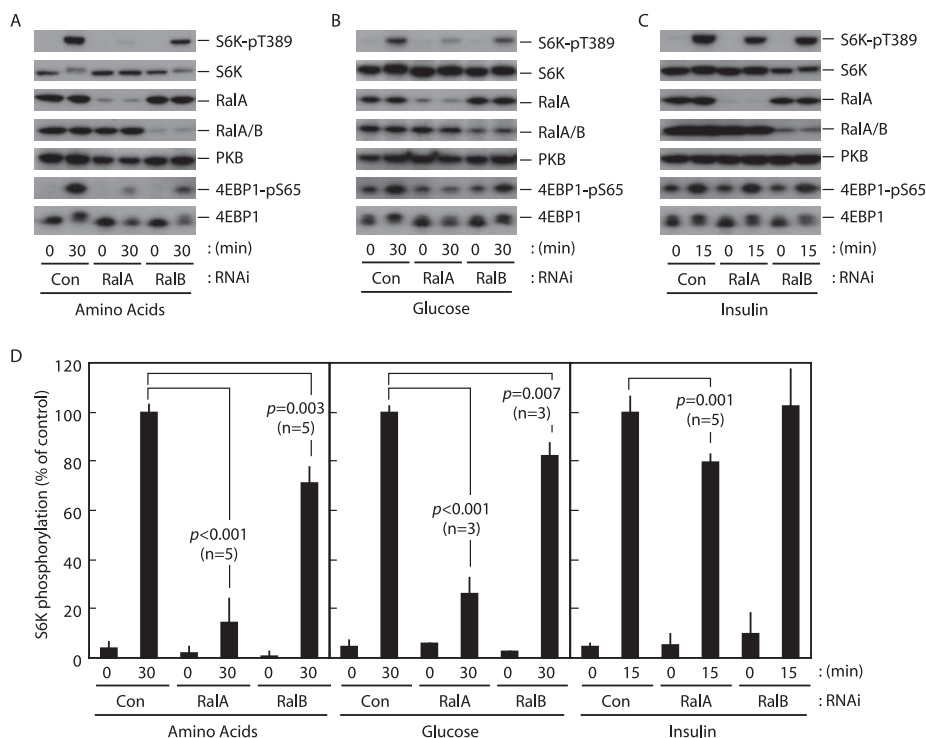 A
S6K-pT389
S6K
RalA
RalA/B
PKB
4EBP1-pS65
4EBP1
0 30 0 30 0 30 : (min)
Con RalA RalB : RNAi
Amino Acids
B
S6K-pT389
S6K
RalA
RalA/B
PKB
4EBP1-pS65
4EBP1
0 30 0 30 0 30 : (min)
Con RalA RalB : RNAi
Glucose
C
S6K-pT389
S6K
RalA
RalA/B
PKB
4EBP1-pS65
4EBP1
0 15 0 15 0 15 : (min)
Con RalA RalB : RNAi
Insulin
D
S6K phosphorylation (% of control)
120
100
80
60
40
20
0
p<0.001
(n=5)
p=0.003
(n=5)
p<0.001
(n=3)
p=0.007
(n=3)
p=0.001
(n=5)
0 30 0 30 0 30 0 30 0 30 0 30 0 15 0 15 0 15 : (min)
Con RalA RalB Con RalA RalB Con RalA RalB : RNAi
Amino Acids Glucose Insulin